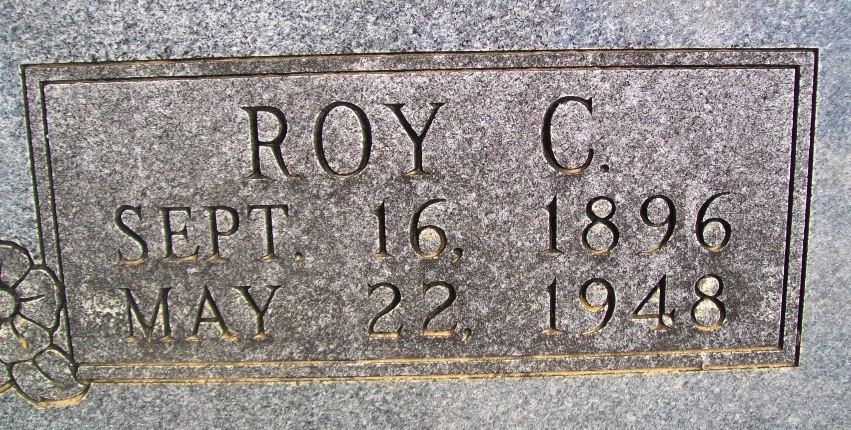 ROY C.
SEPT. 16, 1896
MAY 22, 1948